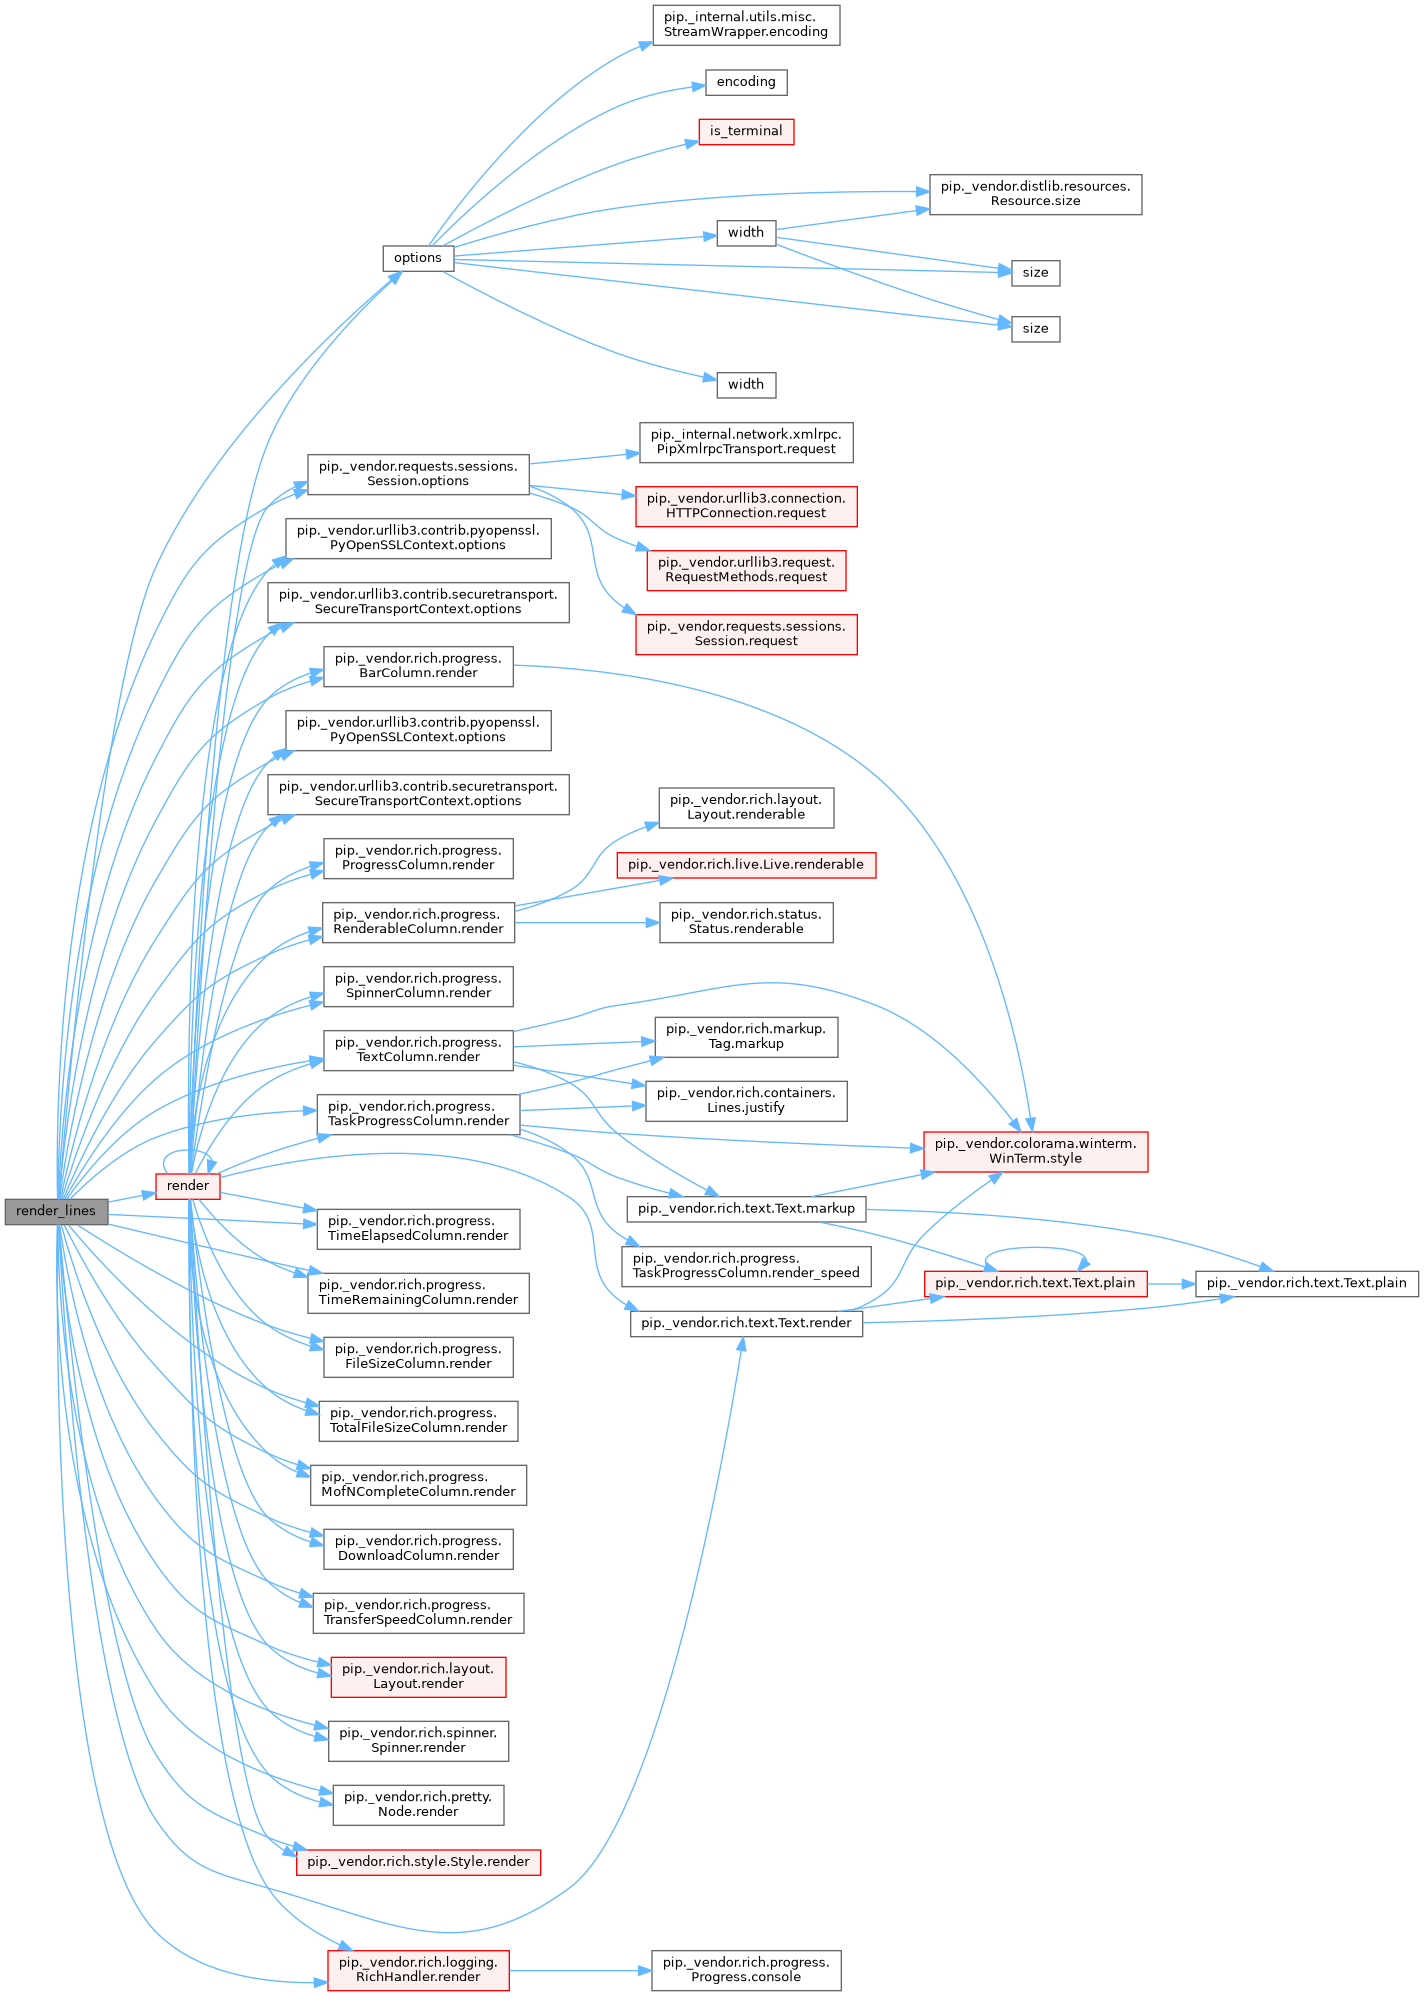 pip._internal.utils.misc.
StreamWrapper.encoding
encoding
is_terminal
pip._vendor.distlib.resources.
Resource.size
width
options
size
size
width
pip._internal.network.xmlrpc.
PipXmlrpcTransport.request
pip._vendor.requests.sessions.
Session.options
pip._vendor.urllib3.connection.
HTTPConnection.request
pip._vendor.urllib3.contrib.pyopenssl.
PyOpenSSLContext.options
pip._vendor.urllib3.request.
RequestMethods.request
pip._vendor.urllib3.contrib.securetransport.
SecureTransportContext.options
pip._vendor.requests.sessions.
Session.request
pip._vendor.rich.progress.
BarColumn.render
pip._vendor.urllib3.contrib.pyopenssl.
PyOpenSSLContext.options
pip._vendor.urllib3.contrib.securetransport.
SecureTransportContext.options
pip._vendor.rich.layout.
Layout.renderable
pip._vendor.rich.progress.
ProgressColumn.render
pip._vendor.rich.live.Live.renderable
pip._vendor.rich.progress.
RenderableColumn.render
pip._vendor.rich.status.
Status.renderable
pip._vendor.rich.progress.
SpinnerColumn.render
pip._vendor.rich.progress.
TextColumn.render
pip._vendor.rich.markup.
Tag.markup
pip._vendor.rich.containers.
Lines.justify
pip._vendor.rich.progress.
TaskProgressColumn.render
pip._vendor.colorama.winterm.
WinTerm.style
render
render_lines
pip._vendor.rich.text.Text.markup
pip._vendor.rich.progress.
TimeElapsedColumn.render
pip._vendor.rich.progress.
TaskProgressColumn.render_speed
pip._vendor.rich.text.Text.plain
pip._vendor.rich.text.Text.plain
pip._vendor.rich.progress.
TimeRemainingColumn.render
pip._vendor.rich.text.Text.render
pip._vendor.rich.progress.
FileSizeColumn.render
pip._vendor.rich.progress.
TotalFileSizeColumn.render
pip._vendor.rich.progress.
MofNCompleteColumn.render
pip._vendor.rich.progress.
DownloadColumn.render
pip._vendor.rich.progress.
TransferSpeedColumn.render
pip._vendor.rich.layout.
Layout.render
pip._vendor.rich.spinner.
Spinner.render
pip._vendor.rich.pretty.
Node.render
pip._vendor.rich.style.Style.render
pip._vendor.rich.logging.
RichHandler.render
pip._vendor.rich.progress.
Progress.console